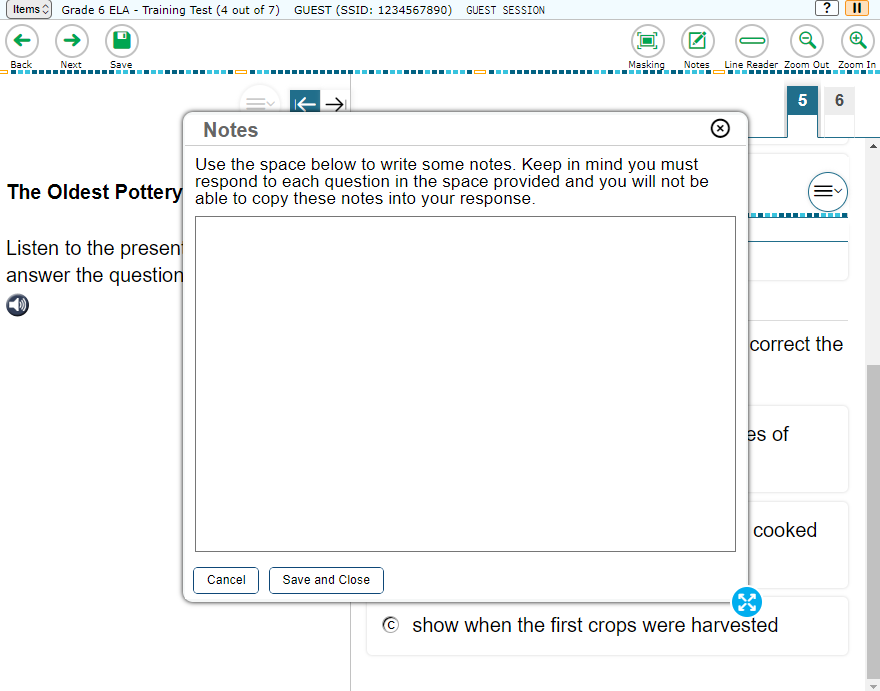 Items Grade 6 ELA - Training Test (4 out of 7) GUEST (SSID: 1234567890) GUEST SESSION ?
Back Next Save Masking Notes Line Reader Zoom Out Zoom In
5 6
Notes
Use the space below to write some notes. Keep in mind you must
respond to each question in the space provided and you will not be
able to copy these notes into your response.
The Oldest Pottery
Listen to the present
answer the question
correct the
es of
cooked
Cancel Save and Close
C show when the first crops were harvested